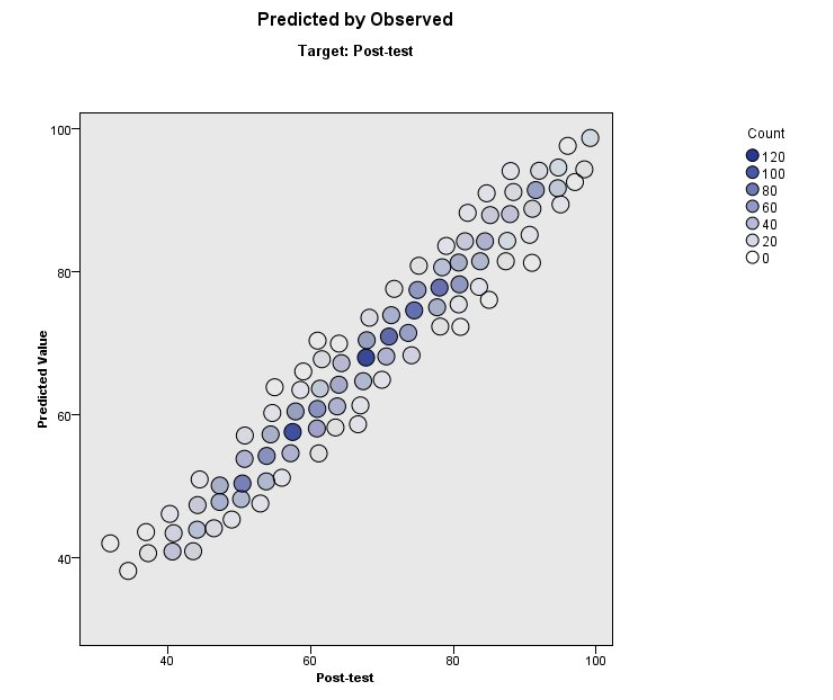 Predicted by Observed
Target: Post-test
Count
120
100
80
60
40
20
0
100
80
60
40
Predicted Value
40 60 80 100
Post-test